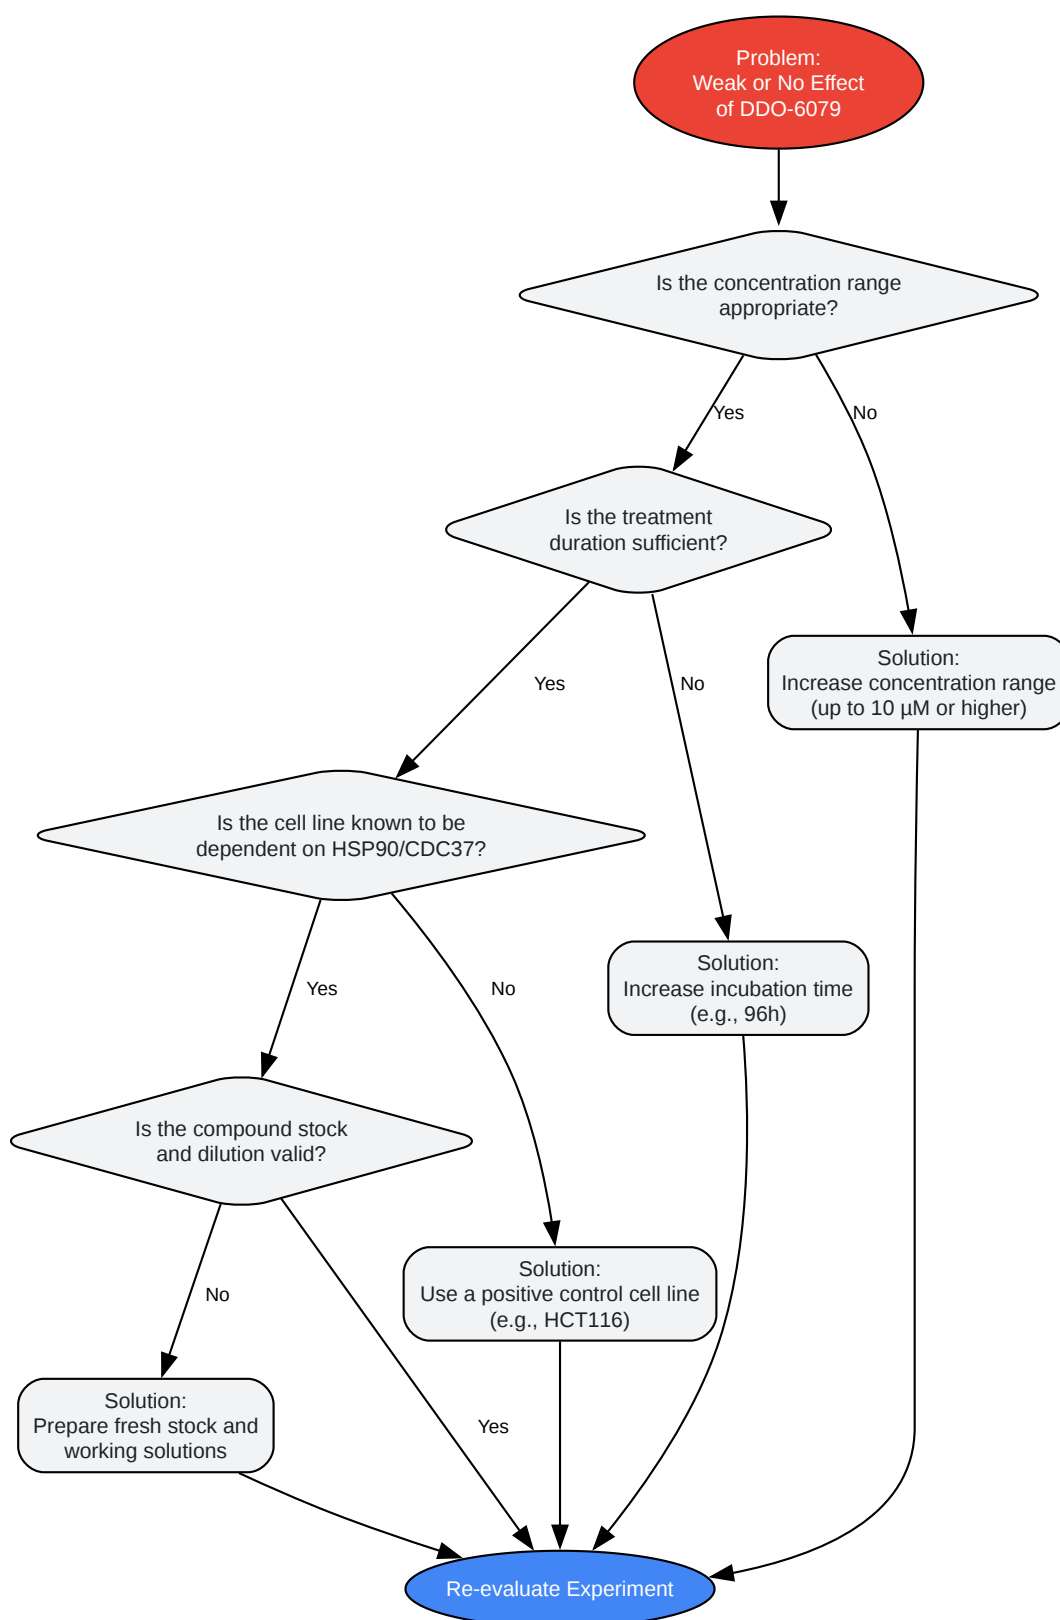 Problem:
Weak or No Effect
of DDO-6079
Is the concentration range
appropriate?
Yes
No
Is the treatment
duration sufficient?
Solution:
Increase concentration range
(up to 10 µM or higher)
Yes
No
Is the cell line known to be
dependent on HSP90/CDC37?
Solution:
Increase incubation time
(e.g., 96h)
Yes
No
Is the compound stock
and dilution valid?
Solution:
Use a positive control cell line
(e.g., HCT116)
No
Yes
Solution:
Prepare fresh stock and
working solutions
Re-evaluate Experiment